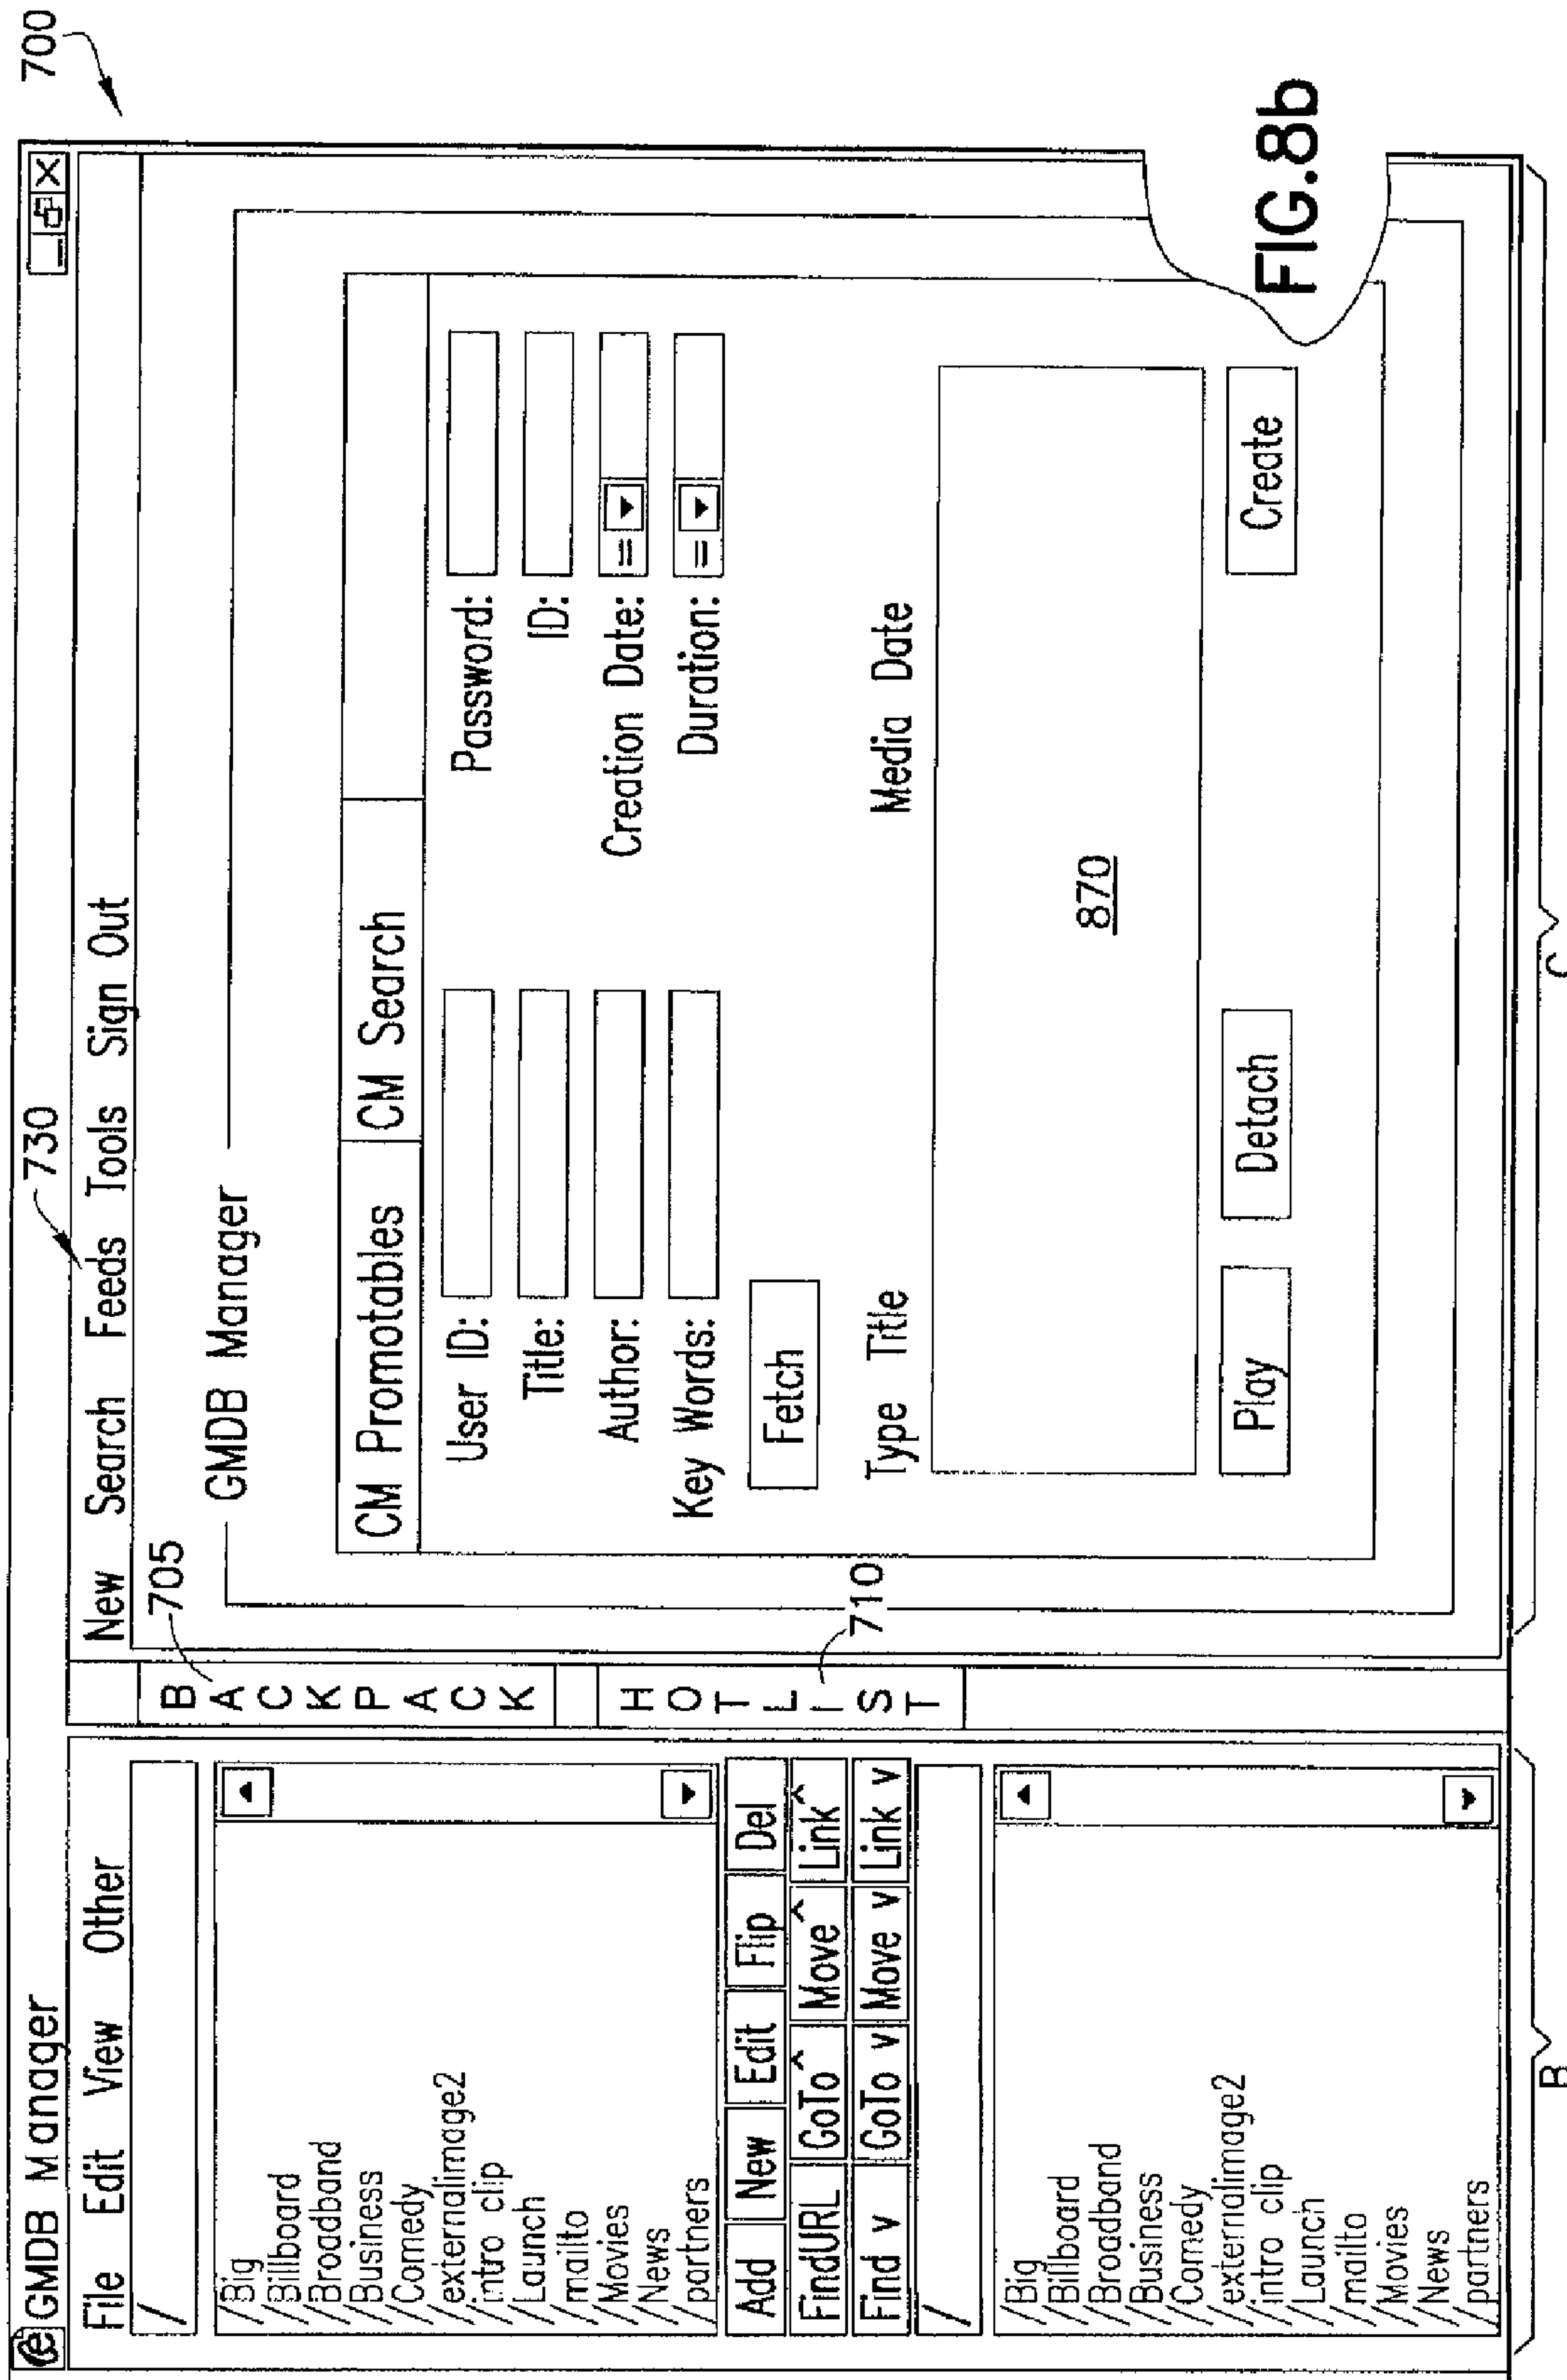 700
GMDB Manager
730
File Edit View Other
New Search Feeds Tools Sign Out
/
/Big
/Billboard
/Broadband
/Business
/Comedy
/externalimage2
/intro clip
/Launch
/mailto
/Movies
/News
/partners
Add New Edit Flip Del
FindURL GoTo^ Move^ Link^
Find v GoTo v Move v Link v
/
/Big
/Billboard
/Broadband
/Business
/Comedy
/externalimage2
/intro clip
/Launch
/mailto
/Movies
/News
/partners
B
BACKPACK
705
HOTLIST
710
GMDB Manager
CM Promotables CM Search
User ID: Password:
Title: ID:
Author: Creation Date: =
Key Words: Duration: =
Fetch
Type Title Media Date
870
Play Detach Create
C
FIG.8b